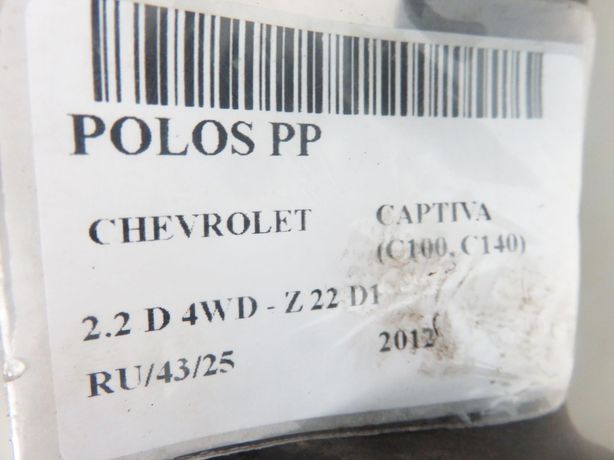 POLOS PP
CHEVROLET CAPTIVA
(C100, C140)
2.2 D 4WD - Z 22 D1
RU/43/25 2012